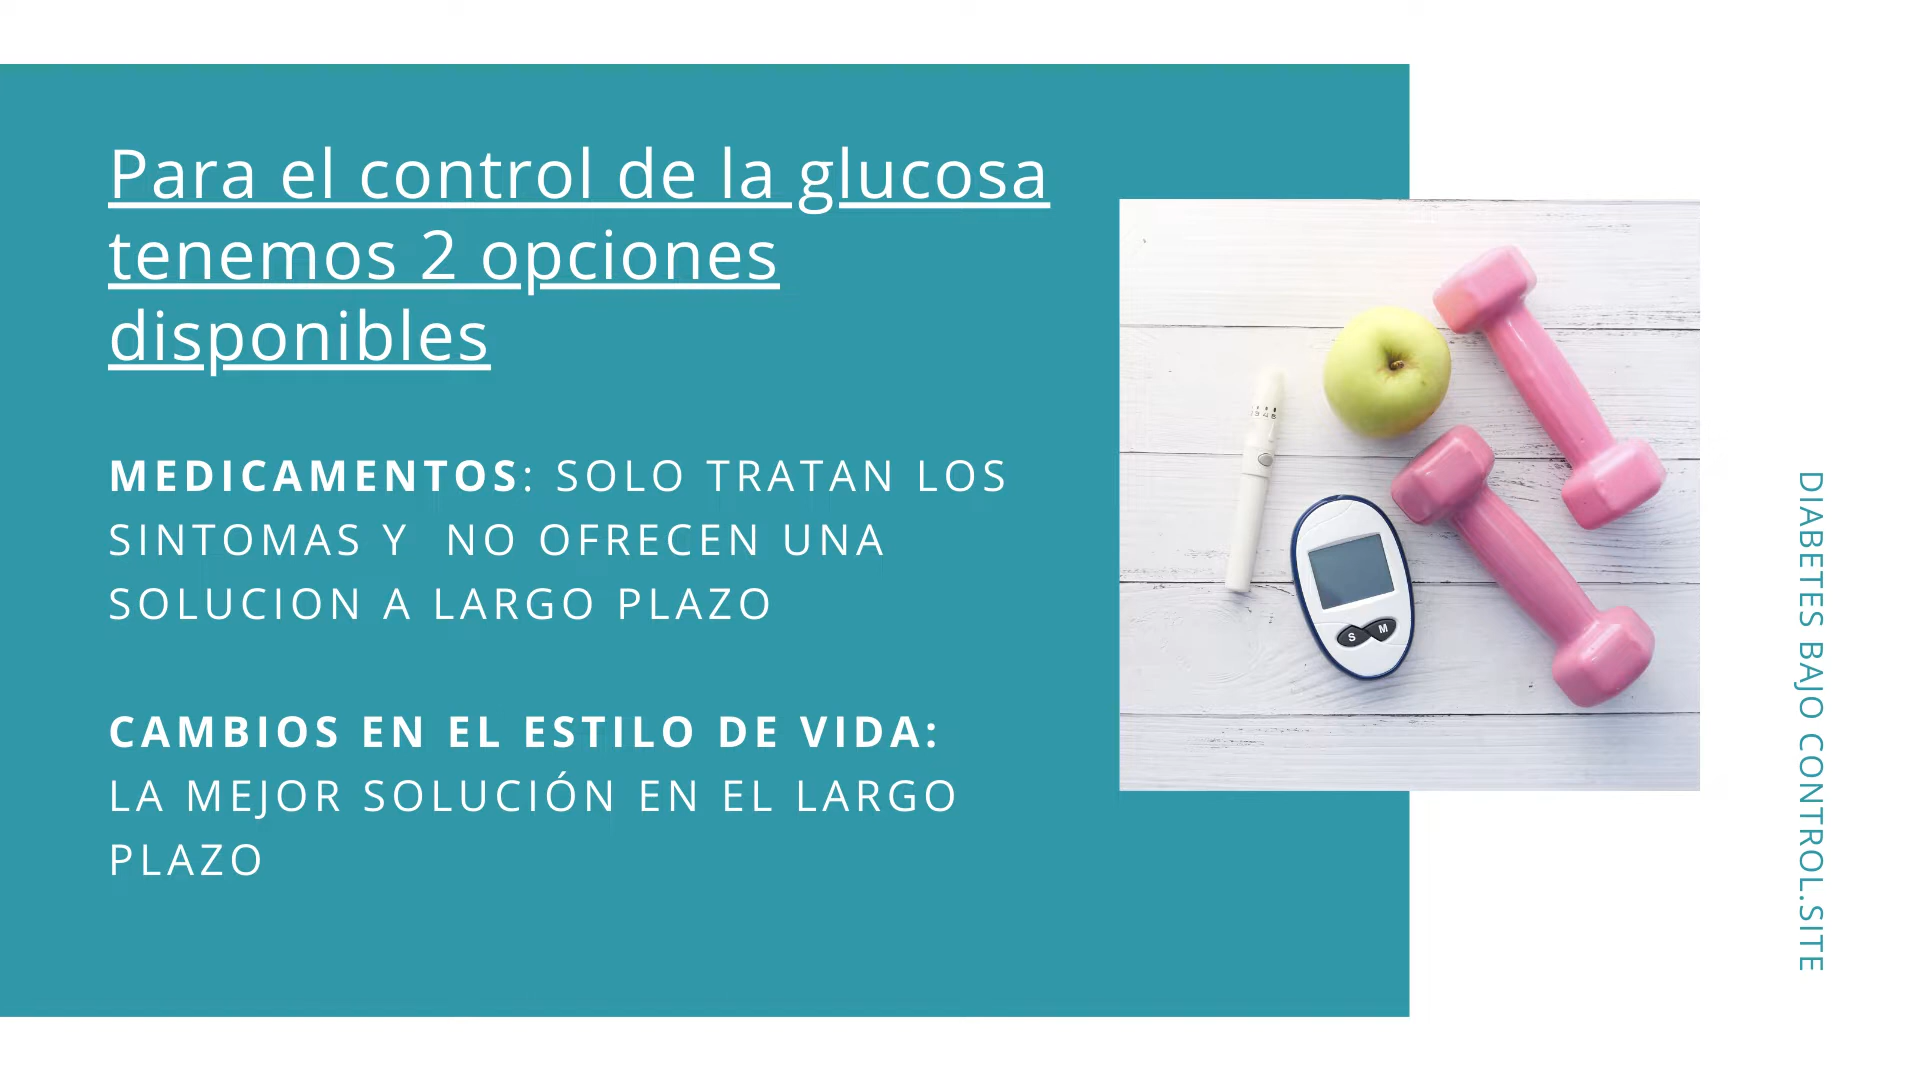 Para el control de la glucosa
tenemos 2 opciones
disponibles
MEDICAMENTOS: SOLO TRATAN LOS
SINTOMAS Y  NO OFRECEN UNA
SOLUCION A LARGO PLAZO
CAMBIOS EN EL ESTILO DE VIDA:
LA MEJOR SOLUCIÓN EN EL LARGO
PLAZO
S M
DIABETES BAJO CONTROL.SITE